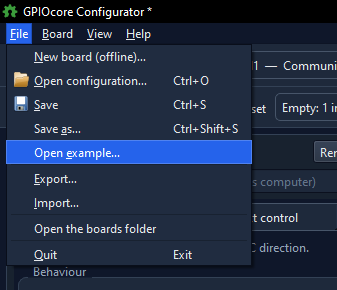 GPIOcore Configurator *
File Board View Help
New board (offline)...
Open configuration... Ctrl+O
1 — Communi
Save Ctrl+S
Save as... Ctrl+Shift+S
set Empty: 1 in
Open example...
Export...
Import...
s computer)
Open the boards folder
t control
Quit Exit
C direction.
Behaviour